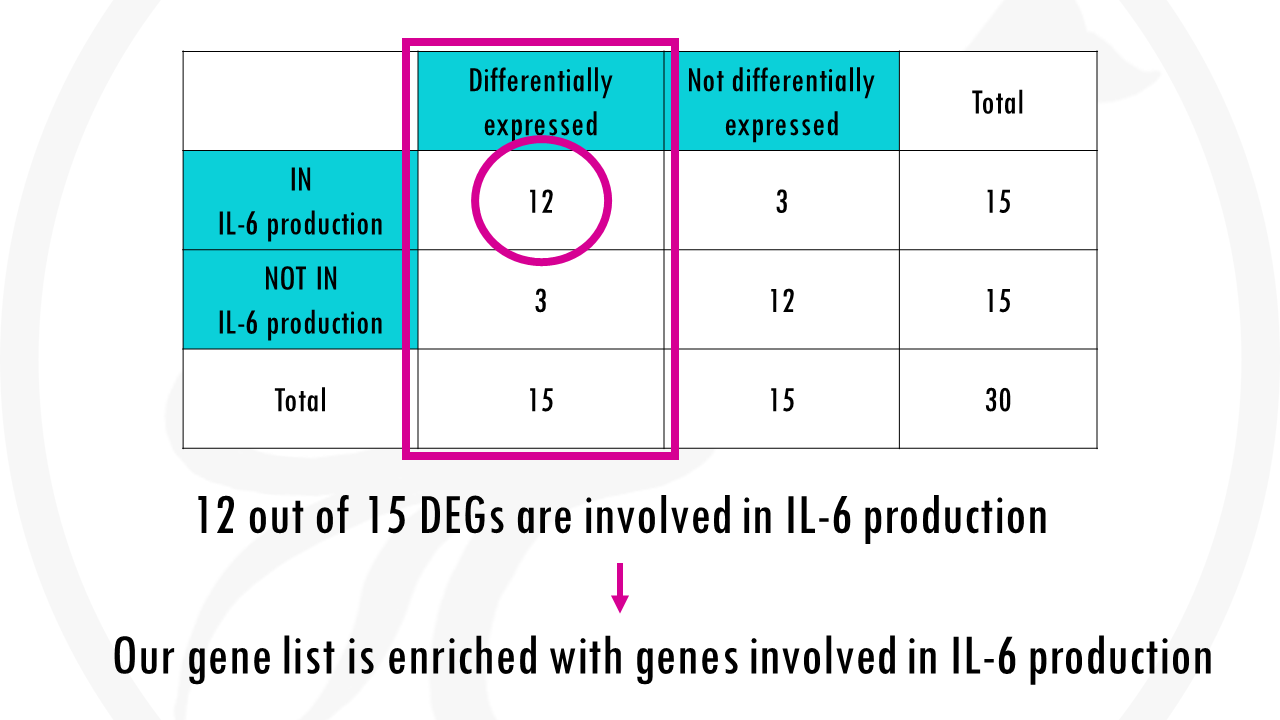 Differentially
expressed
Not differentially
expressed
Total
IN
IL-6 production
12
3
15
NOT IN
IL-6 production
3
12
15
Total
15
15
30
12 out of 15 DEGs are involved in IL-6 production
Our gene list is enriched with genes involved in IL-6 production